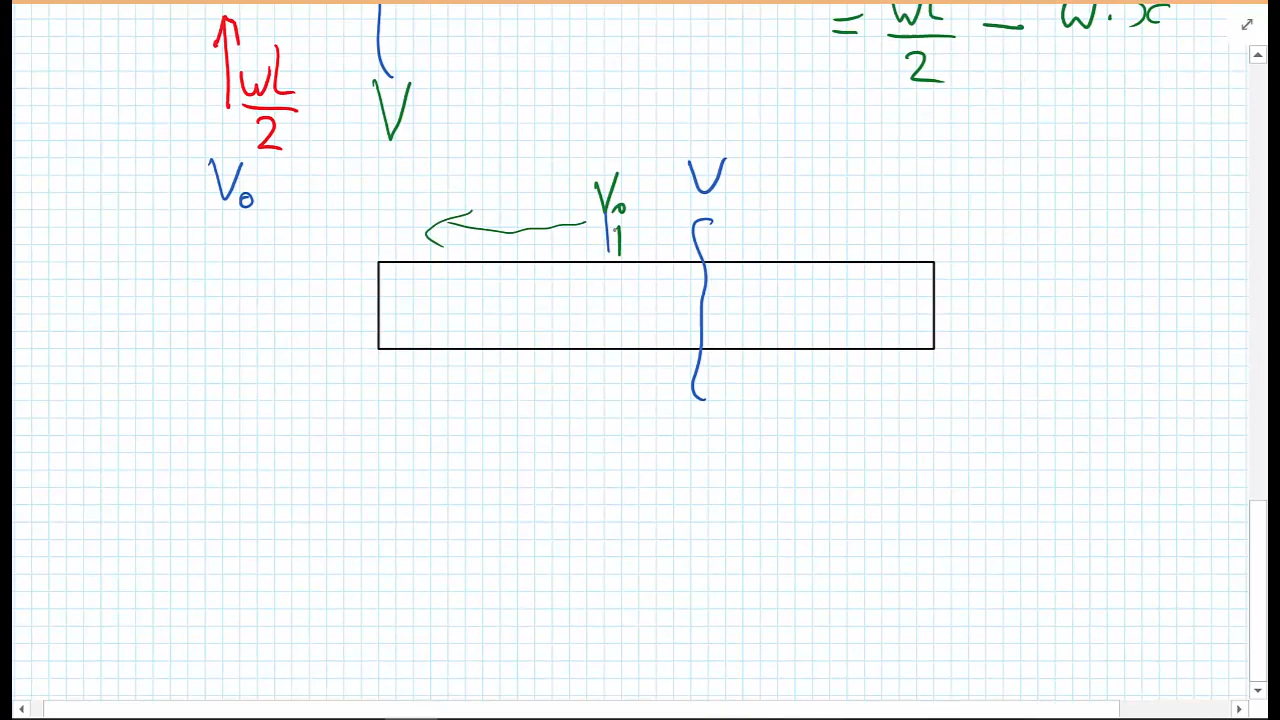 = wL/2 - w·x
wL/2
V
V₀
V₀
V